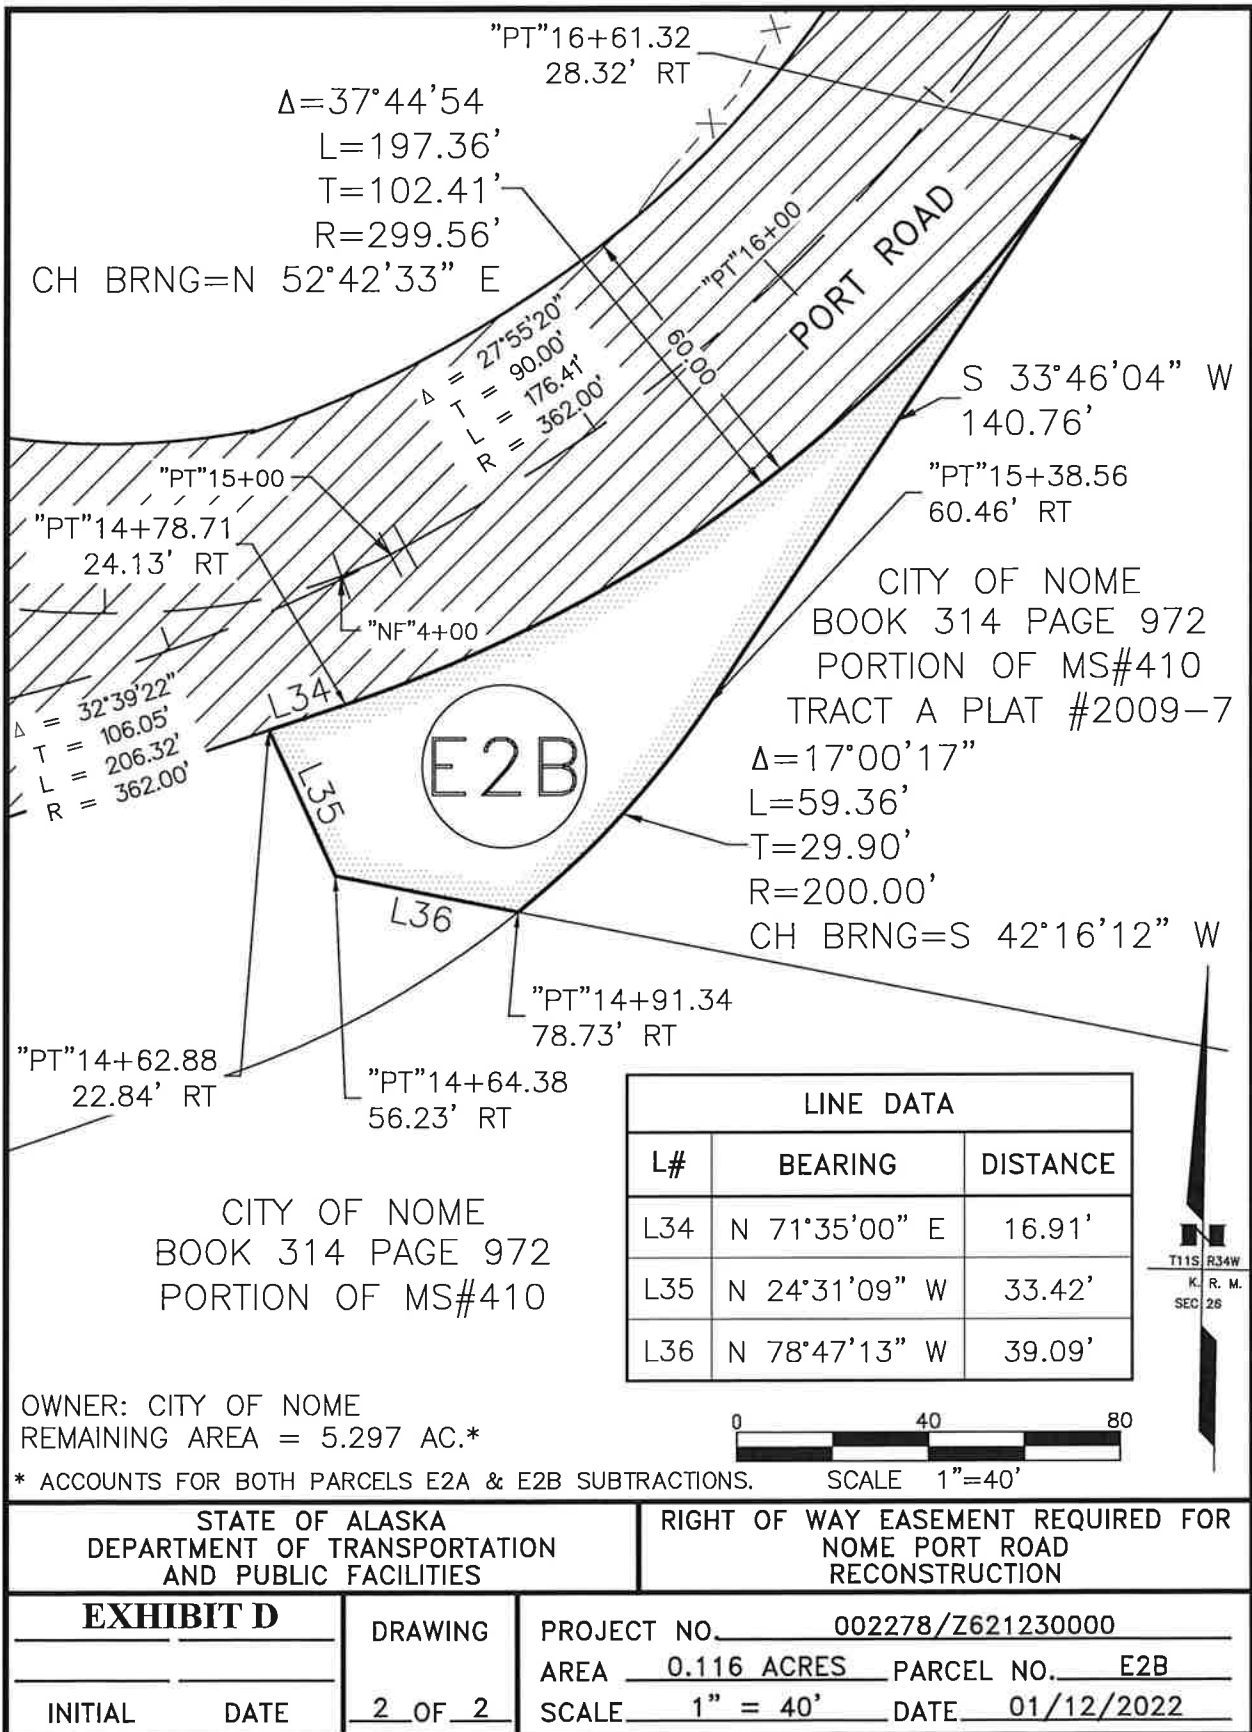 "PT"16+61.32
28.32' RT
Δ=37°44'54
L=197.36'
T=102.41'
R=299.56'
CH BRNG=N 52°42'33" E
"PT"16+00
PORT ROAD
60.00
Δ = 27°55'20"
T = 90.00'
L = 176.41'
R = 362.00'
S 33°46'04" W
140.76'
"PT"15+00
"PT"15+38.56
60.46' RT
"PT"14+78.71
24.13' RT
"NF"4+00
CITY OF NOME
BOOK 314 PAGE 972
PORTION OF MS#410
TRACT A PLAT #2009-7
Δ = 32°39'22"
T = 106.05'
L = 206.32'
R = 362.00'
L34
L35
E2B
L36
Δ=17°00'17"
L=59.36'
T=29.90'
R=200.00'
CH BRNG=S 42°16'12" W
"PT"14+91.34
78.73' RT
"PT"14+62.88
22.84' RT
"PT"14+64.38
56.23' RT
LINE DATA
L# BEARING DISTANCE
L34 N 71°35'00" E 16.91'
L35 N 24°31'09" W 33.42'
L36 N 78°47'13" W 39.09'
N
T11S R34W
K. R. M.
SEC 26
CITY OF NOME
BOOK 314 PAGE 972
PORTION OF MS#410
OWNER: CITY OF NOME
REMAINING AREA = 5.297 AC.*
* ACCOUNTS FOR BOTH PARCELS E2A & E2B SUBTRACTIONS.
0 40 80
SCALE 1"=40'
STATE OF ALASKA
DEPARTMENT OF TRANSPORTATION
AND PUBLIC FACILITIES
RIGHT OF WAY EASEMENT REQUIRED FOR
NOME PORT ROAD
RECONSTRUCTION
EXHIBIT D
INITIAL DATE
DRAWING
2 OF 2
PROJECT NO. 002278/Z621230000
AREA 0.116 ACRES PARCEL NO. E2B
SCALE 1" = 40' DATE 01/12/2022